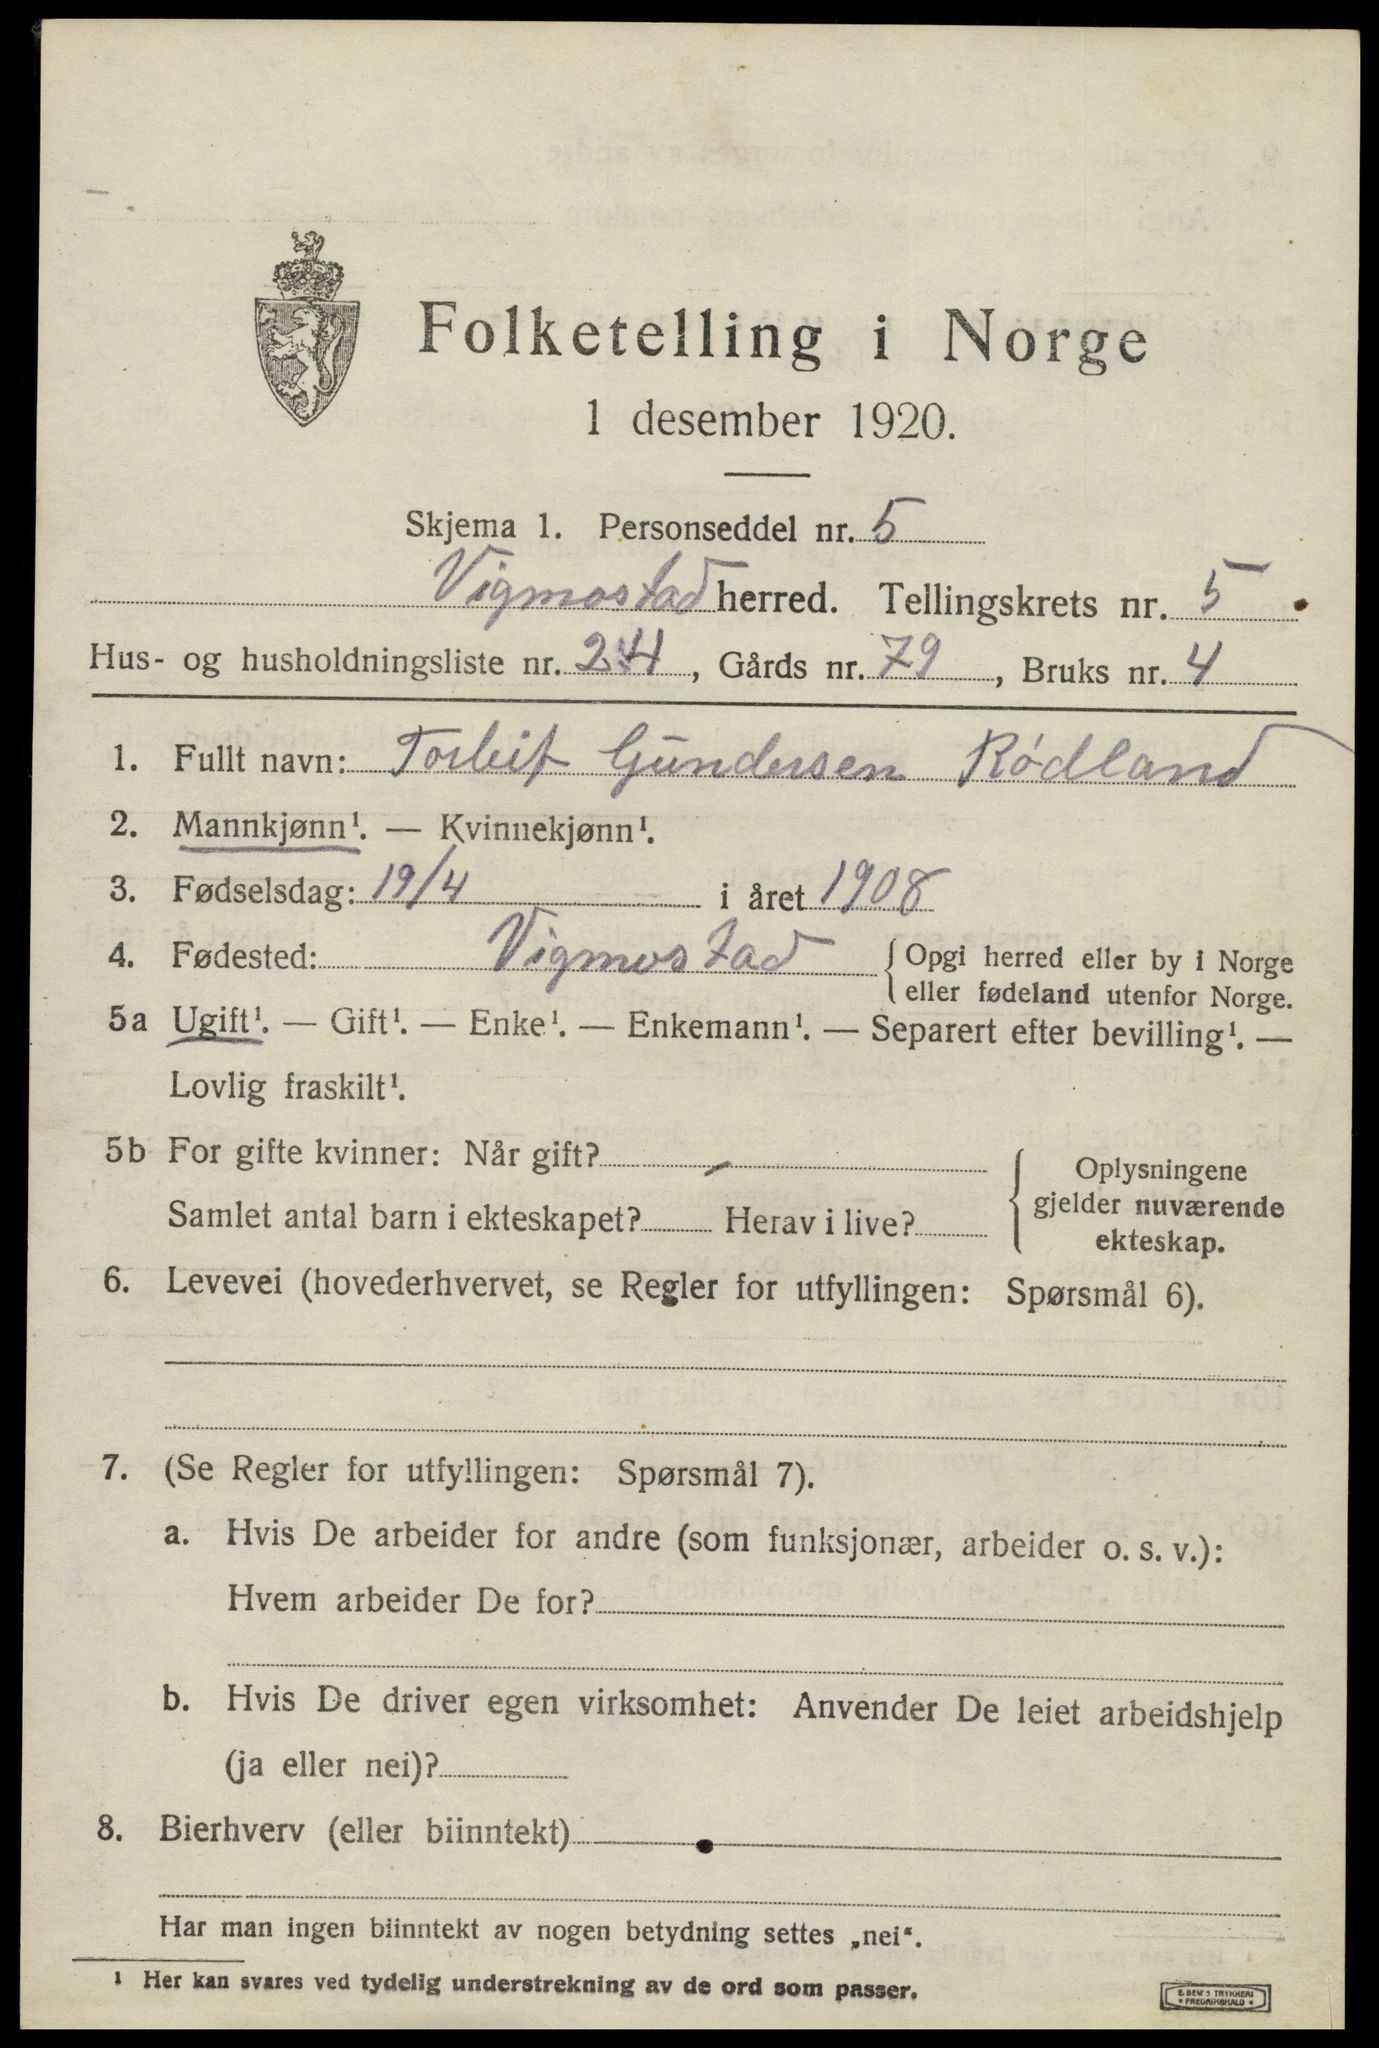 Folketelling i Norge
1 desember 1920.
Skjema 1. Personseddel nr. 5
Vigmostad herred. Tellingskrets nr. 5
Hus- og husholdningsliste nr. 24, Gårds nr. 79, Bruks nr. 4
1. Fullt navn: Torleif Gundersen Rødland
2. Mannkjønn¹. — Kvinnekjønn¹.
3. Fødselsdag: 19/4 i året 1908
4. Fødested: Vigmostad { Opgi herred eller by i Norge
eller fødeland utenfor Norge.
5a Ugift¹. — Gift¹. — Enke¹. — Enkemann¹. — Separert efter bevilling¹. —
Lovlig fraskilt¹.
5b For gifte kvinner: Når gift? -
Samlet antal barn i ekteskapet? Herav i live?
{ Oplysningene
gjelder nuværende
ekteskap.
6. Levevei (hovederhvervet, se Regler for utfyllingen: Spørsmål 6).
7. (Se Regler for utfyllingen: Spørsmål 7).
a. Hvis De arbeider for andre (som funksjonær, arbeider o. s. v.):
Hvem arbeider De for?
b. Hvis De driver egen virksomhet: Anvender De leiet arbeidshjelp
(ja eller nei)?
8. Bierhverv (eller biinntekt)
Har man ingen biinntekt av nogen betydning settes „nei“.
¹ Her kan svares ved tydelig understrekning av de ord som passer.
E. SEM'S TRYKKERI
• FREDRIKSHALD •